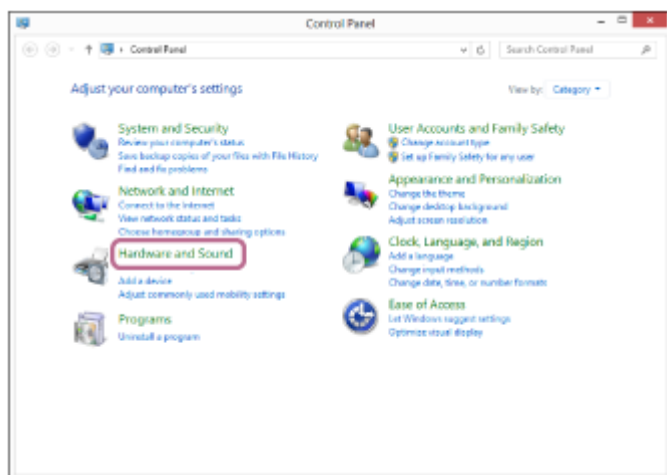 Control Panel
Control Panel
Search Control Panel
Adjust your computer's settings
View by: Category
System and Security
Review your computer's status
Save backup copies of your files with File History
Find and fix problems
Network and Internet
Connect to the Internet
View network status and tasks
Choose homegroup and sharing options
Hardware and Sound
Add a device
Adjust commonly used mobility settings
Programs
Uninstall a program
User Accounts and Family Safety
Change account type
Set up Family Safety for any user
Appearance and Personalization
Change the theme
Change desktop background
Adjust screen resolution
Clock, Language, and Region
Add a language
Change input methods
Change date, time, or number formats
Ease of Access
Let Windows suggest settings
Optimize visual display